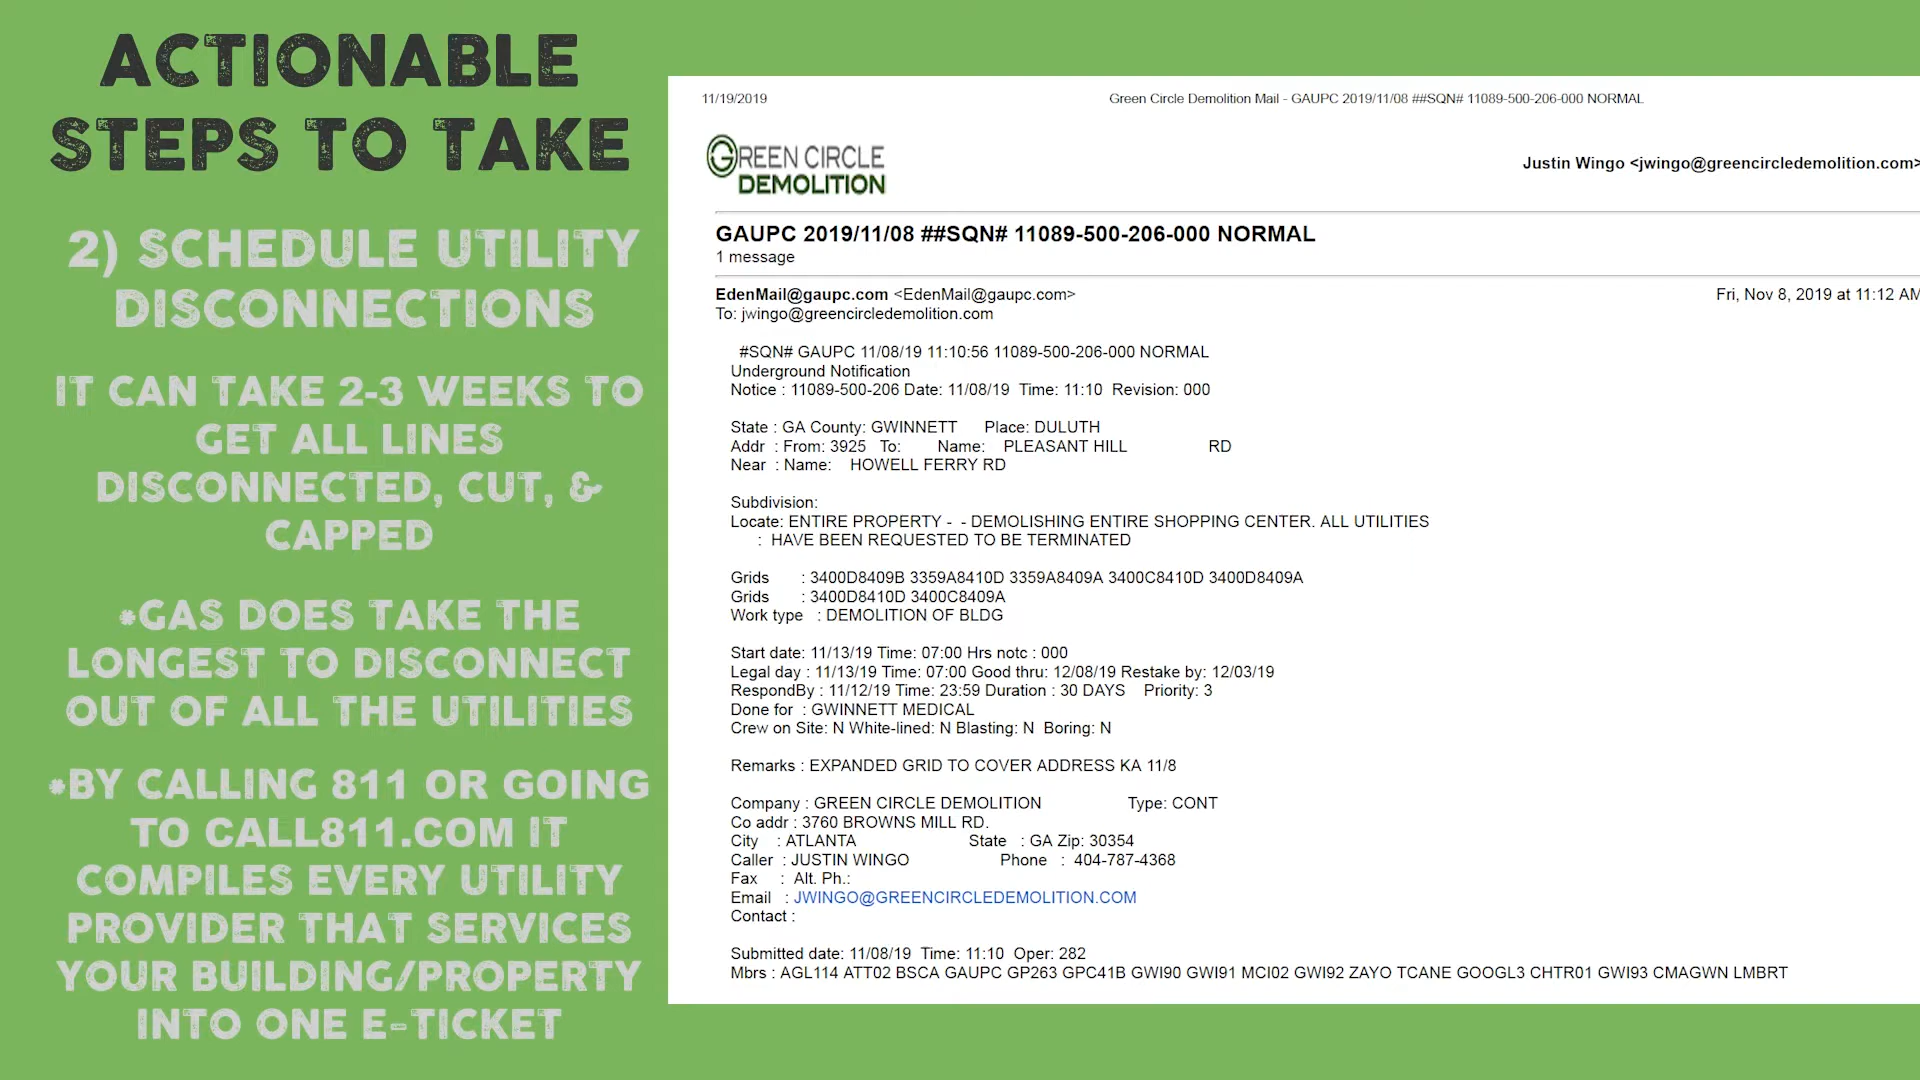 ACTIONABLE
STEPS TO TAKE
2) SCHEDULE UTILITY
DISCONNECTIONS
IT CAN TAKE 2-3 WEEKS TO
GET ALL LINES
DISCONNECTED, CUT, &
CAPPED
*GAS DOES TAKE THE
LONGEST TO DISCONNECT
OUT OF ALL THE UTILITIES
*BY CALLING 811 OR GOING
TO CALL811.COM IT
COMPILES EVERY UTILITY
PROVIDER THAT SERVICES
YOUR BUILDING/PROPERTY
INTO ONE E-TICKET
11/19/2019 Green Circle Demolition Mail - GAUPC 2019/11/08 ##SQN# 11089-500-206-000 NORMAL
GREEN CIRCLE
DEMOLITION
Justin Wingo <jwingo@greencircledemolition.com>
GAUPC 2019/11/08 ##SQN# 11089-500-206-000 NORMAL
1 message
EdenMail@gaupc.com <EdenMail@gaupc.com> Fri, Nov 8, 2019 at 11:12 AM
To: jwingo@greencircledemolition.com
#SQN# GAUPC 11/08/19 11:10:56 11089-500-206-000 NORMAL
Underground Notification
Notice : 11089-500-206 Date: 11/08/19 Time: 11:10 Revision: 000
State : GA County: GWINNETT Place: DULUTH
Addr : From: 3925 To: Name: PLEASANT HILL RD
Near : Name: HOWELL FERRY RD
Subdivision:
Locate: ENTIRE PROPERTY - - DEMOLISHING ENTIRE SHOPPING CENTER. ALL UTILITIES
: HAVE BEEN REQUESTED TO BE TERMINATED
Grids : 3400D8409B 3359A8410D 3359A8409A 3400C8410D 3400D8409A
Grids : 3400D8410D 3400C8409A
Work type : DEMOLITION OF BLDG
Start date: 11/13/19 Time: 07:00 Hrs notc : 000
Legal day : 11/13/19 Time: 07:00 Good thru: 12/08/19 Restake by: 12/03/19
RespondBy : 11/12/19 Time: 23:59 Duration : 30 DAYS Priority: 3
Done for : GWINNETT MEDICAL
Crew on Site: N White-lined: N Blasting: N Boring: N
Remarks : EXPANDED GRID TO COVER ADDRESS KA 11/8
Company : GREEN CIRCLE DEMOLITION Type: CONT
Co addr : 3760 BROWNS MILL RD.
City : ATLANTA State : GA Zip: 30354
Caller : JUSTIN WINGO Phone : 404-787-4368
Fax : Alt. Ph.:
Email : JWINGO@GREENCIRCLEDEMOLITION.COM
Contact :
Submitted date: 11/08/19 Time: 11:10 Oper: 282
Mbrs : AGL114 ATT02 BSCA GAUPC GP263 GPC41B GWI90 GWI91 MCI02 GWI92 ZAYO TCANE GOOGL3 CHTR01 GWI93 CMAGWN LMBRT